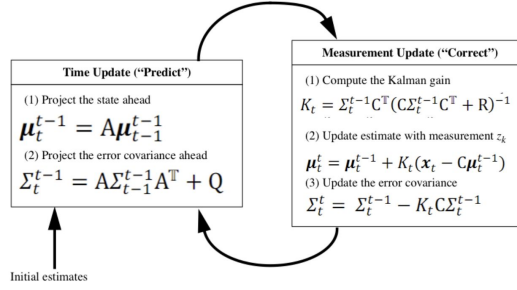 Time Update (“Predict”)
(1) Project the state ahead
μ_t^{t-1} = Aμ_{t-1}^{t-1}
(2) Project the error covariance ahead
Σ_t^{t-1} = AΣ_{t-1}^{t-1}A^𝕋 + Q
Initial estimates
Measurement Update (“Correct”)
(1) Compute the Kalman gain
K_t = Σ_t^{t-1}C^𝕋(CΣ_t^{t-1}C^𝕋 + R)^{-1}
(2) Update estimate with measurement z_k
μ_t^t = μ_t^{t-1} + K_t(x_t − Cμ_t^{t-1})
(3) Update the error covariance
Σ_t^t = Σ_t^{t-1} − K_tCΣ_t^{t-1}